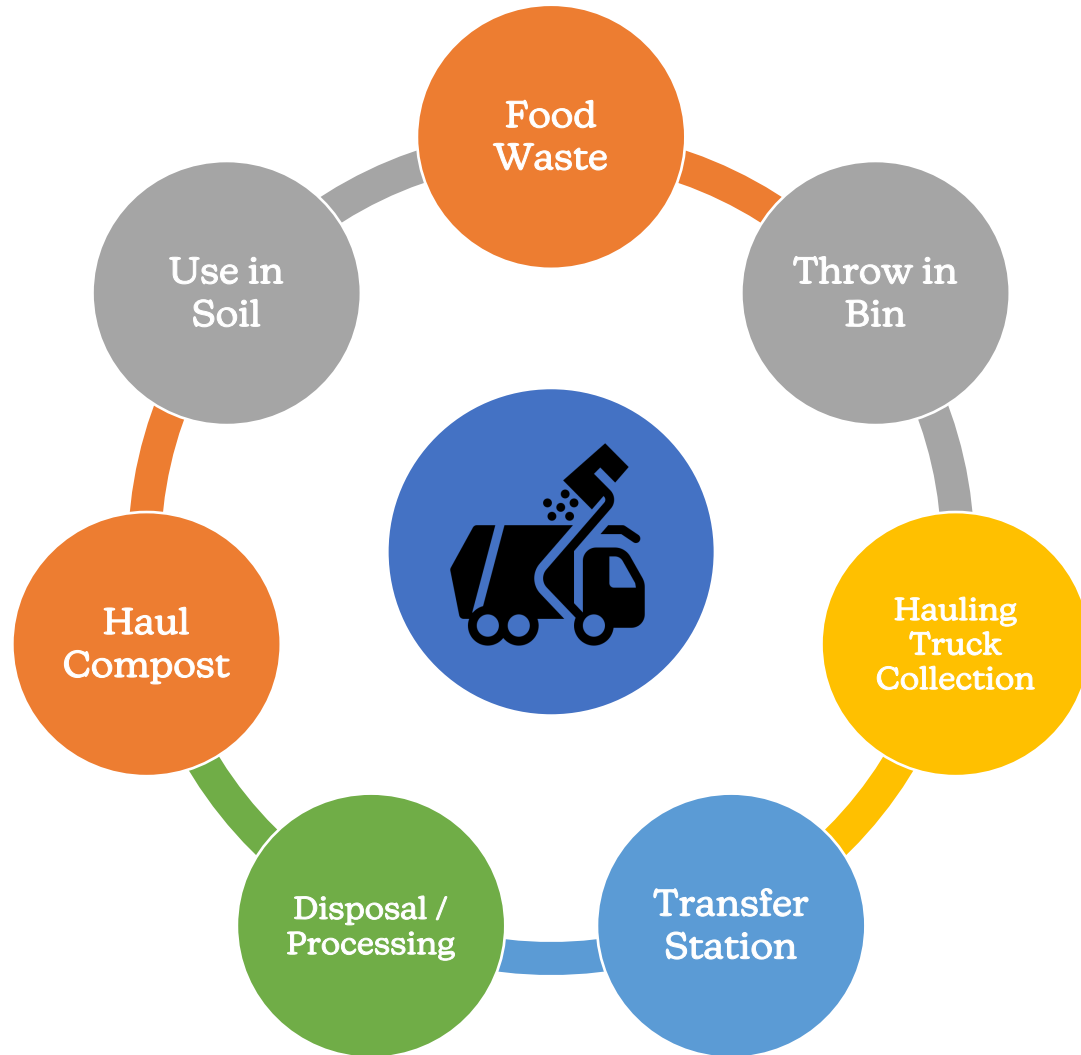 Food
Waste
Throw in
Bin
Hauling
Truck
Collection
Transfer
Station
Disposal /
Processing
Haul
Compost
Use in
Soil